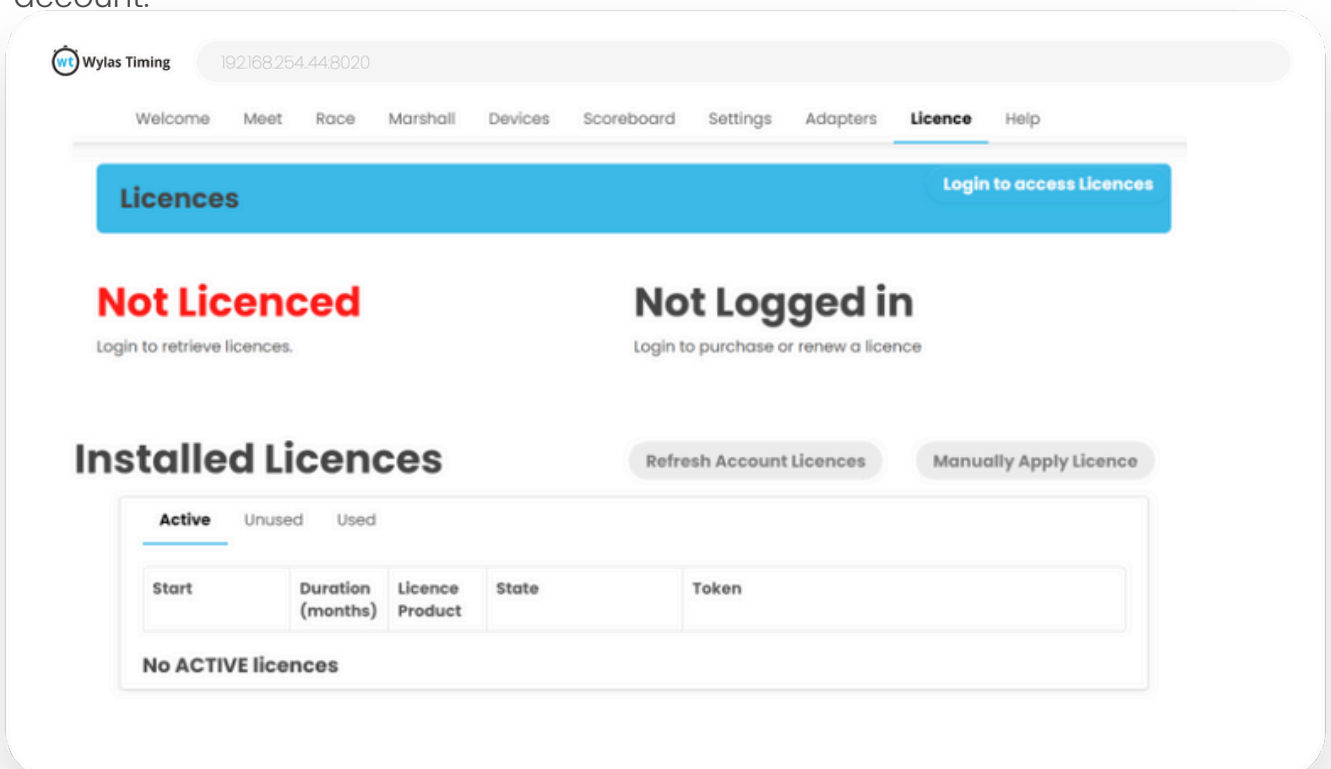 account.
wt Wylas Timing
192.168.254.44:8020
Welcome Meet Race Marshall Devices Scoreboard Settings Adapters Licence Help
Licences
Login to access Licences
Not Licenced
Login to retrieve licences.
Not Logged in
Login to purchase or renew a licence
Installed Licences
Refresh Account Licences
Manually Apply Licence
Active Unused Used
Start Duration (months) Licence Product State Token
No ACTIVE licences